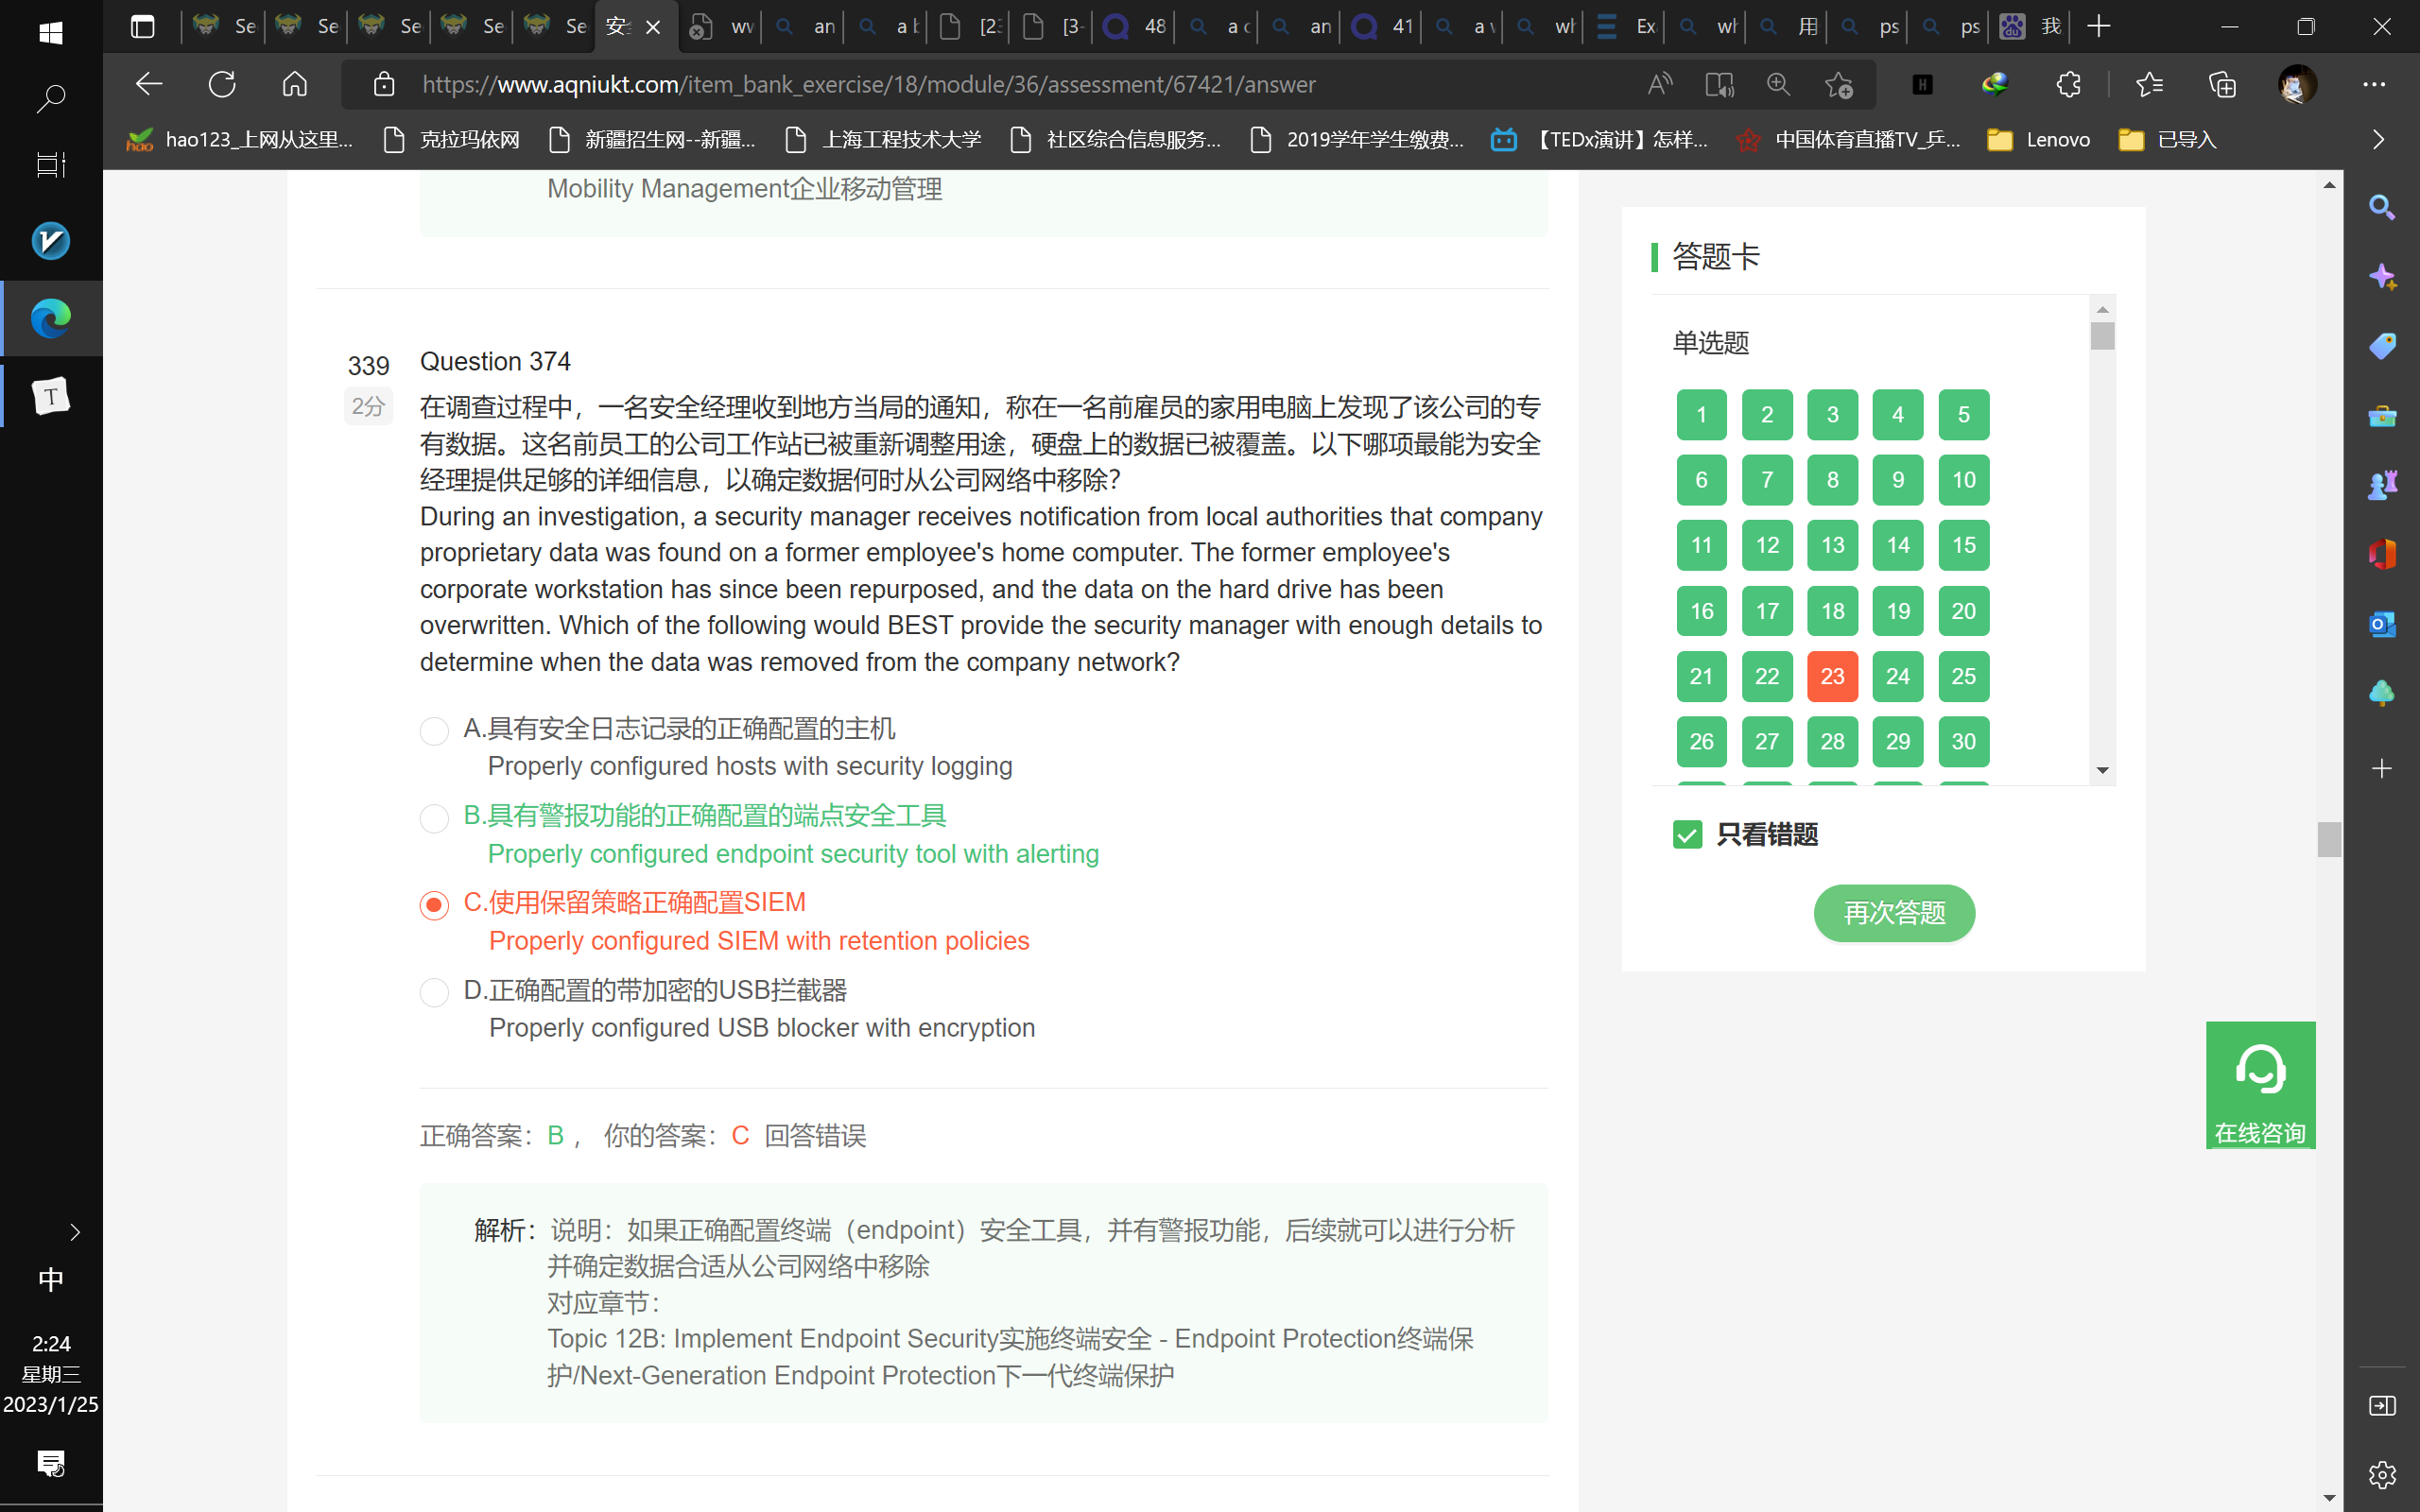 Se
Se
Se
Se
Se
安全
wv
an
a b
[23
[3-
48
a c
an
41
a v
wh
Ex
wh
用
ps
ps
我
https://www.aqniukt.com/item_bank_exercise/18/module/36/assessment/67421/answer
hao123_上网从这里...
克拉玛依网
新疆招生网--新疆...
上海工程技术大学
社区综合信息服务...
2019学年学生缴费...
【TEDx演讲】怎样...
中国体育直播TV_乒...
Lenovo
已导入
Mobility Management企业移动管理
339
2分
Question 374
在调查过程中，一名安全经理收到地方当局的通知，称在一名前雇员的家用电脑上发现了该公司的专
有数据。这名前员工的公司工作站已被重新调整用途，硬盘上的数据已被覆盖。以下哪项最能为安全
经理提供足够的详细信息，以确定数据何时从公司网络中移除？
During an investigation, a security manager receives notification from local authorities that company
proprietary data was found on a former employee's home computer. The former employee's
corporate workstation has since been repurposed, and the data on the hard drive has been
overwritten. Which of the following would BEST provide the security manager with enough details to
determine when the data was removed from the company network?
A.具有安全日志记录的正确配置的主机
Properly configured hosts with security logging
B.具有警报功能的正确配置的端点安全工具
Properly configured endpoint security tool with alerting
C.使用保留策略正确配置SIEM
Properly configured SIEM with retention policies
D.正确配置的带加密的USB拦截器
Properly configured USB blocker with encryption
正确答案：B， 你的答案：C 回答错误
解析：说明：如果正确配置终端（endpoint）安全工具，并有警报功能，后续就可以进行分析
并确定数据合适从公司网络中移除
对应章节：
Topic 12B: Implement Endpoint Security实施终端安全 - Endpoint Protection终端保
护/Next-Generation Endpoint Protection下一代终端保护
答题卡
单选题
1 2 3 4 5
6 7 8 9 10
11 12 13 14 15
16 17 18 19 20
21 22 23 24 25
26 27 28 29 30
只看错题
再次答题
在线咨询
中
2:24
星期三
2023/1/25